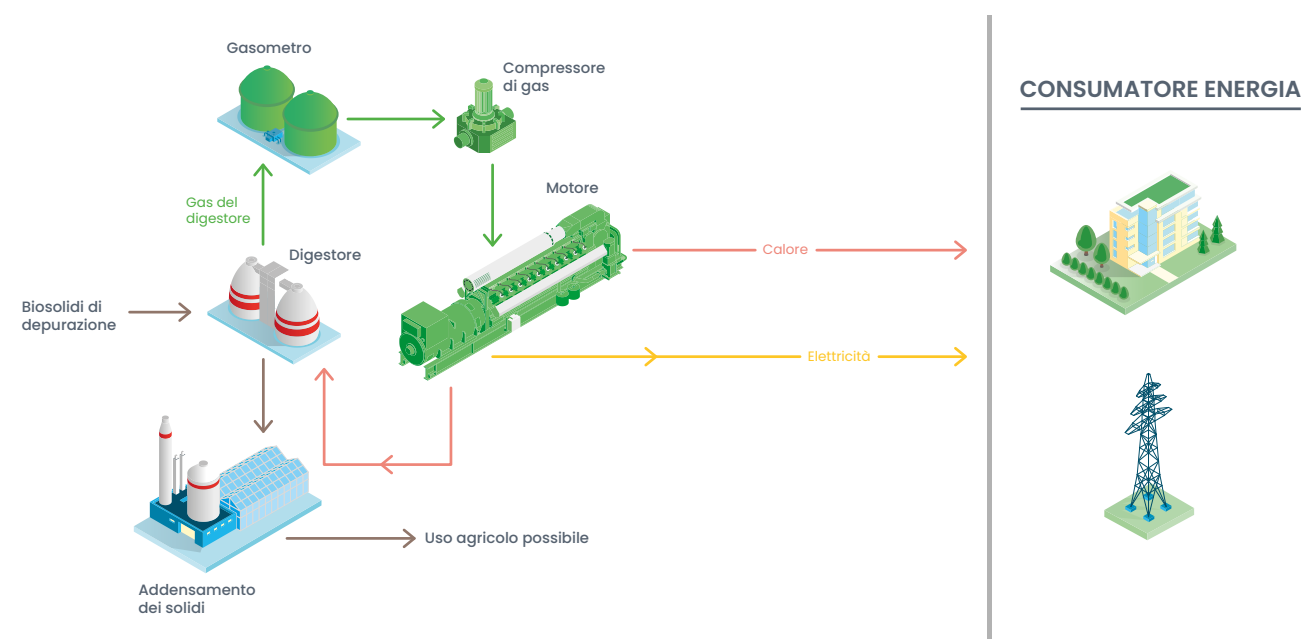 Gasometro
Compressore
di gas
CONSUMATORE ENERGIA
Motore
Gas del
digestore
Digestore
Calore
Biosolidi di
depurazione
Elettricità
Uso agricolo possibile
Addensamento
dei solidi